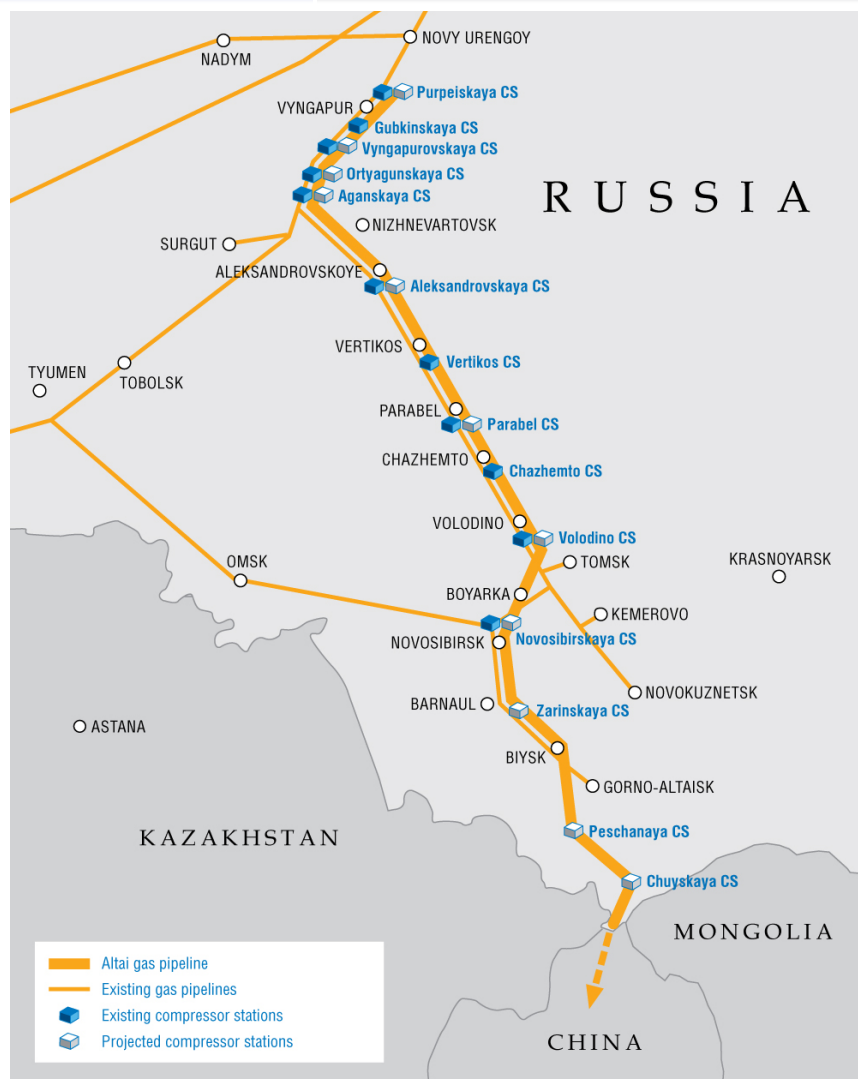 NOVY URENGOY
NADYM
Purpeiskaya CS
VYNGAPUR
Gubkinskaya CS
Vyngapurovskaya CS
Ortyagunskaya CS
RUSSIA
Aganskaya CS
NIZHNEVARTOVSK
SURGUT
ALEKSANDROVSKOYE
Aleksandrovskaya CS
VERTIKOS
Vertikos CS
TYUMEN
TOBOLSK
PARABEL
Parabel CS
CHAZHEMTO
Chazhemto CS
VOLODINO
Volodino CS
OMSK
TOMSK
KRASNOYARSK
BOYARKA
KEMEROVO
NOVOSIBIRSK
Novosibirskaya CS
NOVOKUZNETSK
BARNAUL
Zarinskaya CS
ASTANA
BIYSK
GORNO-ALTAISK
KAZAKHSTAN
Peschanaya CS
Chuyskaya CS
MONGOLIA
Altai gas pipeline
Existing gas pipelines
Existing compressor stations
Projected compressor stations
CHINA